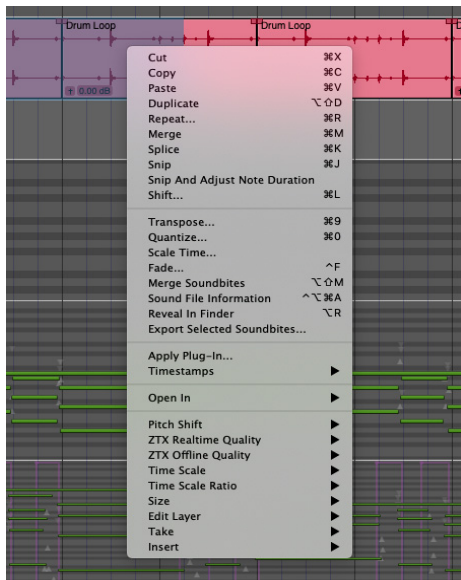 Drum Loop Drum Loop
0.00 dB
Cut ⌘X
Copy ⌘C
Paste ⌘V
Duplicate ⌥⇧D
Repeat... ⌘R
Merge ⌘M
Splice ⌘K
Snip ⌘J
Snip And Adjust Note Duration
Shift... ⌘L
Transpose... ⌘9
Quantize... ⌘0
Scale Time...
Fade... ^F
Merge Soundbites ⌥⇧M
Sound File Information ^⌥⌘A
Reveal In Finder ⌥R
Export Selected Soundbites...
Apply Plug-In...
Timestamps ▶
Open In ▶
Pitch Shift ▶
ZTX Realtime Quality ▶
ZTX Offline Quality ▶
Time Scale ▶
Time Scale Ratio ▶
Size ▶
Edit Layer ▶
Take ▶
Insert ▶